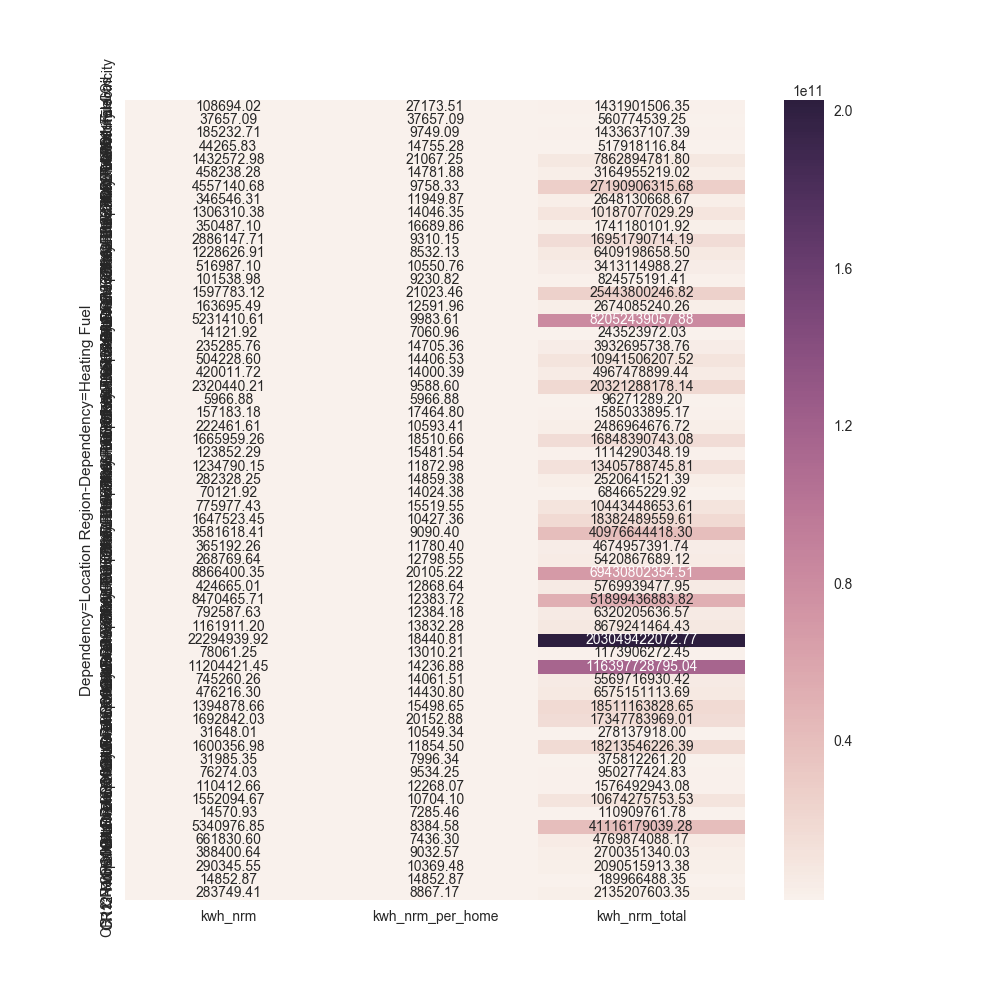 1e11
108694.02 27173.51 1431901506.35
37657.09 37657.09 560774539.25
185232.71 9749.09 1433637107.39
44265.83 14755.28 517918116.84
1432572.98 21067.25 7862894781.80
458238.28 14781.88 3164955219.02
4557140.68 9758.33 27190906315.68
346546.31 11949.87 2648130668.67
1306310.38 14046.35 10187077029.29
350487.10 16689.86 1741180101.92
2886147.71 9310.15 16951790714.19
1228626.91 8532.13 6409198658.50
516987.10 10550.76 3413114988.27
101538.98 9230.82 824575191.41
1597783.12 21023.46 25443800246.82
163695.49 12591.96 2674085240.26
5231410.61 9983.61 82052439057.88
14121.92 7060.96 243523972.03
235285.76 14705.36 3932695738.76
504228.60 14406.53 10941506207.52
420011.72 14000.39 4967478899.44
2320440.21 9588.60 20321288178.14
5966.88 5966.88 96271289.20
157183.18 17464.80 1585033895.17
222461.61 10593.41 2486964676.72
1665959.26 18510.66 16848390743.08
123852.29 15481.54 1114290348.19
1234790.15 11872.98 13405788745.81
282328.25 14859.38 2520641521.39
70121.92 14024.38 684665229.92
775977.43 15519.55 10443448653.61
1647523.45 10427.36 18382489559.61
3581618.41 9090.40 40976644418.30
365192.26 11780.40 4674957391.74
268769.64 12798.55 5420867689.12
8866400.35 20105.22 69430802354.51
424665.01 12868.64 5769939477.95
8470465.71 12383.72 51899436883.82
792587.63 12384.18 6320205636.57
1161911.20 13832.28 8679241464.43
22294939.92 18440.81 203049422072.77
78061.25 13010.21 1173906272.45
11204421.45 14236.88 116397728795.04
745260.26 14061.51 5569716930.42
476216.30 14430.80 6575151113.69
1394878.66 15498.65 18511163828.65
1692842.03 20152.88 17347783969.01
31648.01 10549.34 278137918.00
1600356.98 11854.50 18213546226.39
31985.35 7996.34 375812261.20
76274.03 9534.25 950277424.83
110412.66 12268.07 1576492943.08
1552094.67 10704.10 10674275753.53
14570.93 7285.46 110909761.78
5340976.85 8384.58 41116179039.28
661830.60 7436.30 4769874088.17
388400.64 9032.57 2700351340.03
290345.55 10369.48 2090515913.38
14852.87 14852.87 189966488.35
283749.41 8867.17 2135207603.35
kwh_nrm kwh_nrm_per_home kwh_nrm_total
Dependency=Location Region-Dependency=Heating Fuel
2.0
1.6
1.2
0.8
0.4